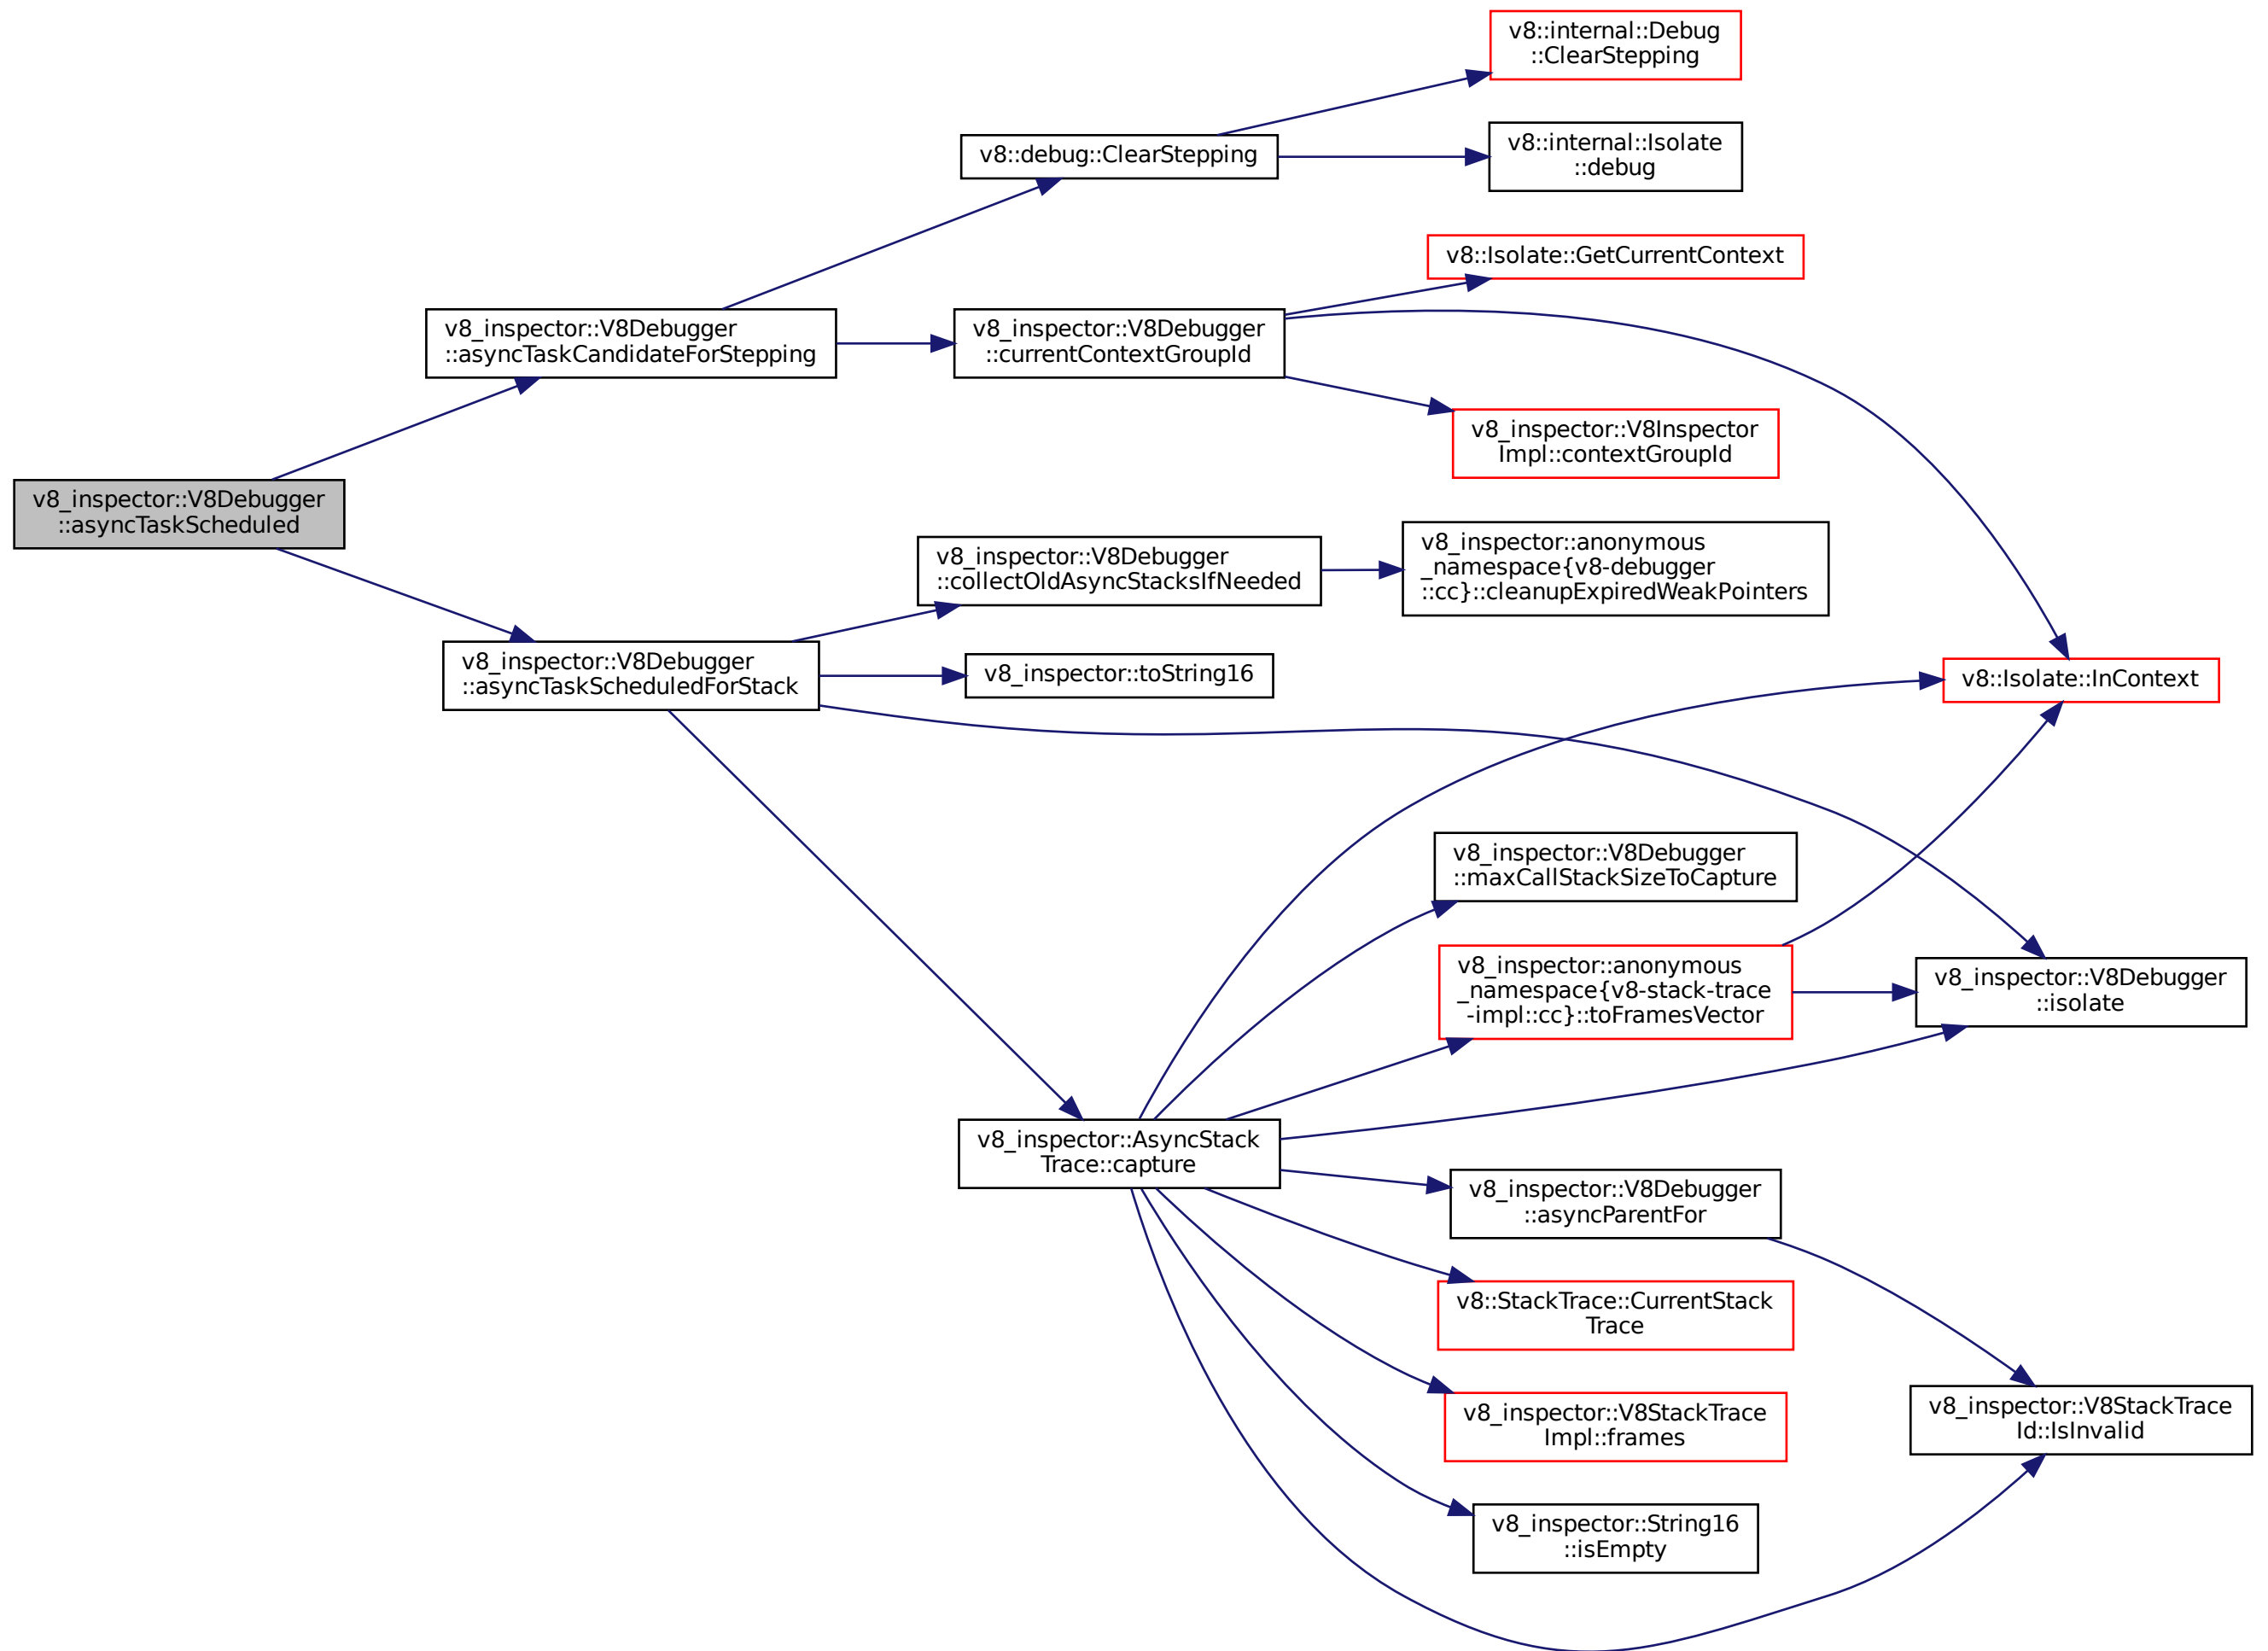 v8::internal::Debug
::ClearStepping
v8::debug::ClearStepping
v8::internal::Isolate
::debug
v8::Isolate::GetCurrentContext
v8_inspector::V8Debugger
::asyncTaskCandidateForStepping
v8_inspector::V8Debugger
::currentContextGroupId
v8_inspector::V8Inspector
Impl::contextGroupId
v8_inspector::V8Debugger
::asyncTaskScheduled
v8_inspector::V8Debugger
::collectOldAsyncStacksIfNeeded
v8_inspector::anonymous
_namespace{v8-debugger
::cc}::cleanupExpiredWeakPointers
v8_inspector::V8Debugger
::asyncTaskScheduledForStack
v8_inspector::toString16
v8::Isolate::InContext
v8_inspector::V8Debugger
::maxCallStackSizeToCapture
v8_inspector::anonymous
_namespace{v8-stack-trace
-impl::cc}::toFramesVector
v8_inspector::V8Debugger
::isolate
v8_inspector::AsyncStack
Trace::capture
v8_inspector::V8Debugger
::asyncParentFor
v8::StackTrace::CurrentStack
Trace
v8_inspector::V8StackTrace
Impl::frames
v8_inspector::V8StackTrace
Id::IsInvalid
v8_inspector::String16
::isEmpty